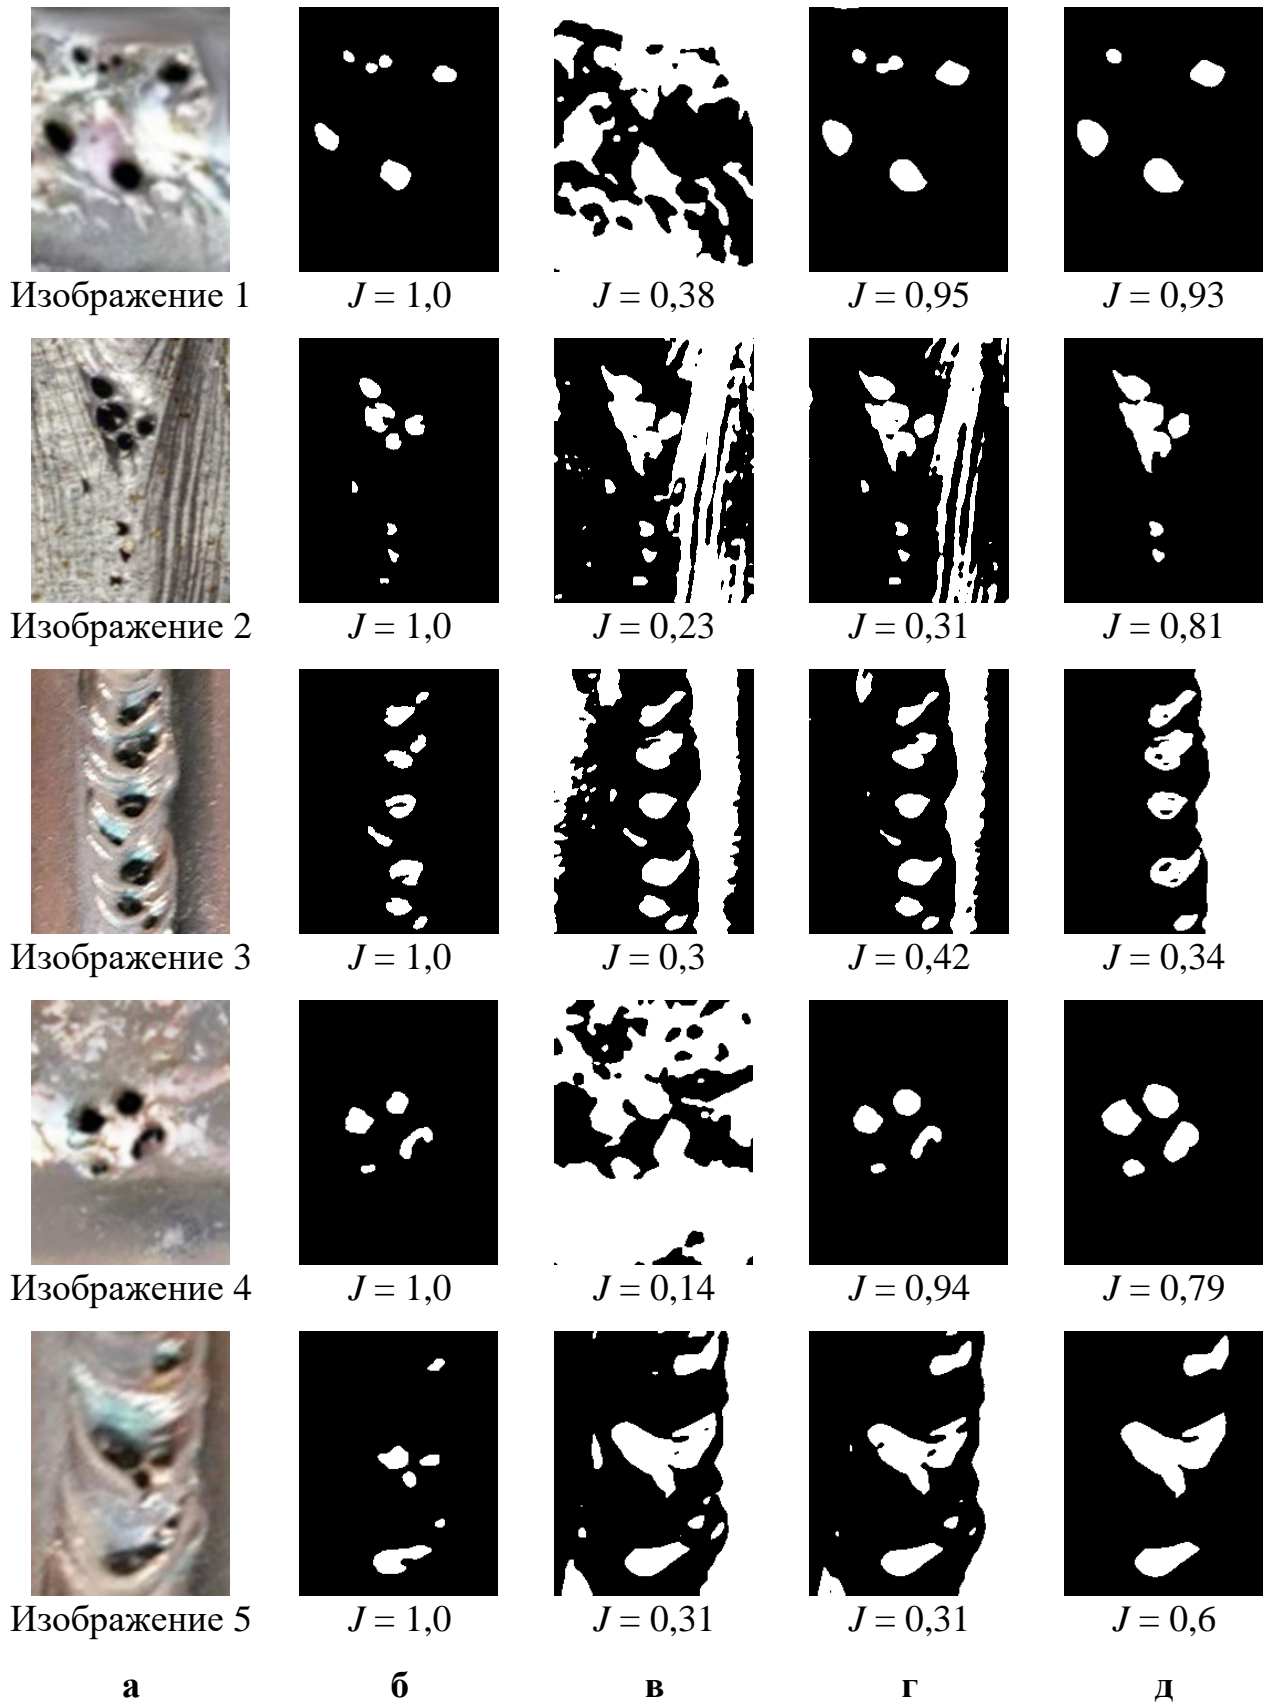 Изображение 1 J = 1,0 J = 0,38 J = 0,95 J = 0,93
Изображение 2 J = 1,0 J = 0,23 J = 0,31 J = 0,81
Изображение 3 J = 1,0 J = 0,3 J = 0,42 J = 0,34
Изображение 4 J = 1,0 J = 0,14 J = 0,94 J = 0,79
Изображение 5 J = 1,0 J = 0,31 J = 0,31 J = 0,6
а б в г д